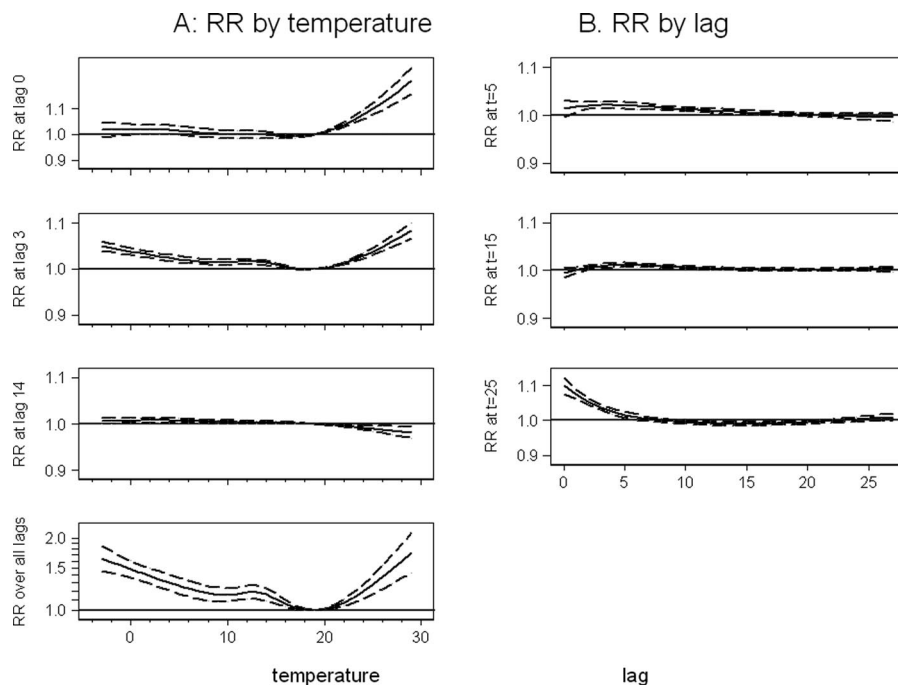 A: RR by temperature
RR at lag 0
1.1
1.0
0.9
RR at lag 3
1.1
1.0
0.9
RR at lag 14
1.1
1.0
0.9
RR over all lags
2.0
1.5
1.0
0 10 20 30
temperature
B. RR by lag
RR at t=5
1.1
1.0
0.9
RR at t=15
1.1
1.0
0.9
RR at t=25
1.1
1.0
0.9
0 5 10 15 20 25
lag